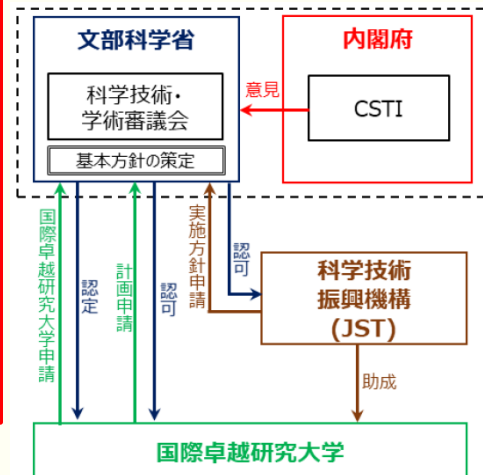 文部科学省
内閣府
科学技術・
学術審議会
意見
CSTI
基本方針の策定
国際卓越研究大学申請
認定
計画申請
認可
実施方針申請
認可
科学技術
振興機構
(JST)
助成
国際卓越研究大学